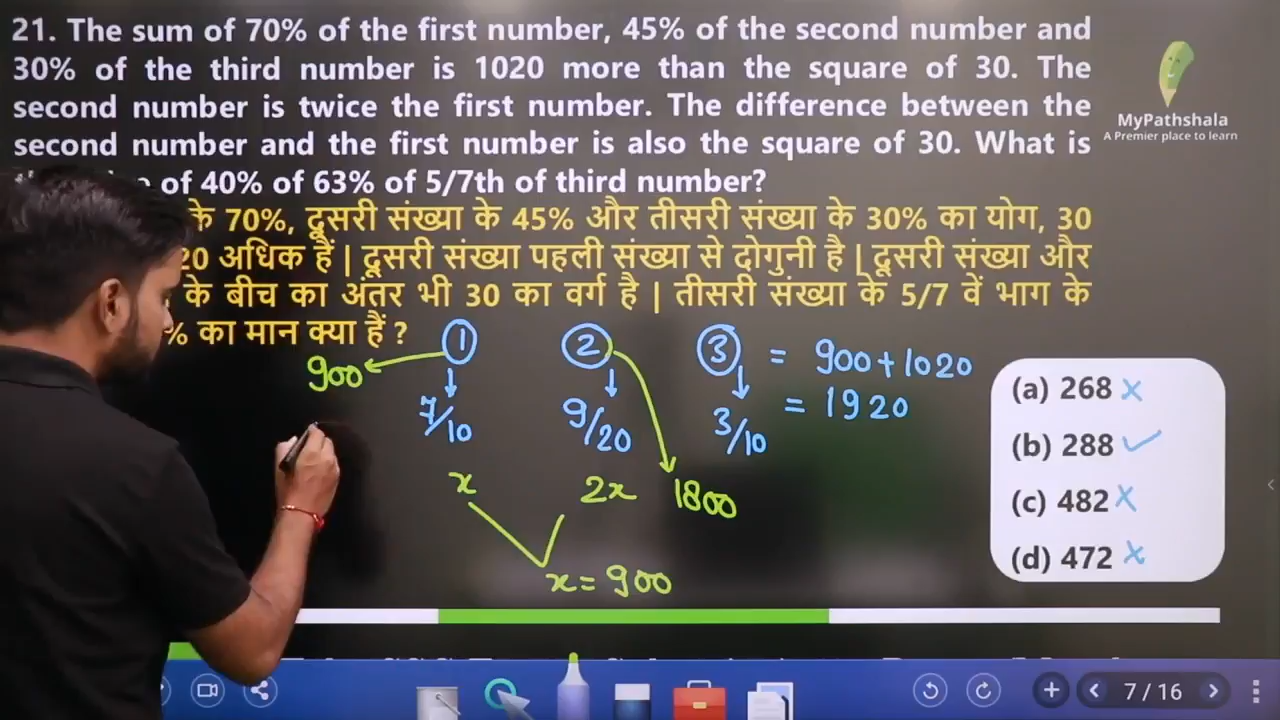 21. The sum of 70% of the first number, 45% of the second number and
30% of the third number is 1020 more than the square of 30. The
second number is twice the first number. The difference between the
second number and the first number is also the square of 30. What is
of 40% of 63% of 5/7th of third number?
के 70%, दूसरी संख्या के 45% और तीसरी संख्या के 30% का योग, 30
20 अधिक हैं | दूसरी संख्या पहली संख्या से दोगुनी है | दूसरी संख्या और
के बीच का अंतर भी 30 का वर्ग है | तीसरी संख्या के 5/7 वें भाग के
% का मान क्या हैं ?
MyPathshala
A Premier place to learn
1 2 3 = 900+1020
900
7/10 9/20 3/10 = 1920
x 2x 1800
x = 900
(a) 268 x
(b) 288 ✓
(c) 482 x
(d) 472 x
7 / 16